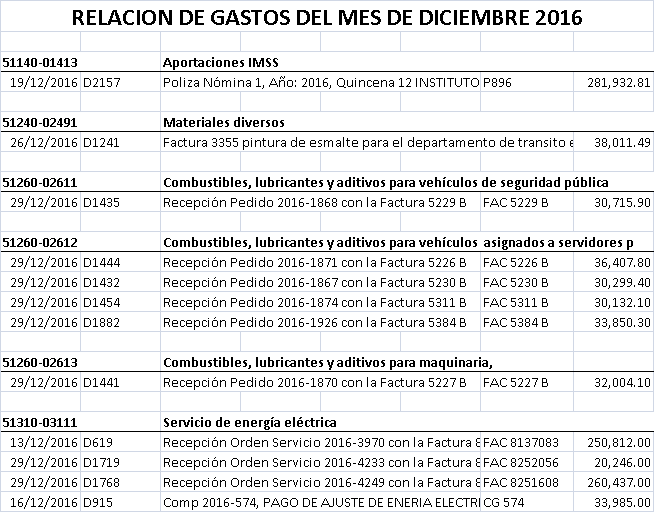 RELACION DE GASTOS DEL MES DE DICIEMBRE 2016
51140-01413 Aportaciones IMSS
19/12/2016 D2157 Poliza Nómina 1, Año: 2016, Quincena 12 INSTITUTO P896 281,932.81
51240-02491 Materiales diversos
26/12/2016 D1241 Factura 3355 pintura de esmalte para el departamento de transito e 38,011.49
51260-02611 Combustibles, lubricantes y aditivos para vehículos de seguridad pública
29/12/2016 D1435 Recepción Pedido 2016-1868 con la Factura 5229 B FAC 5229 B 30,715.90
51260-02612 Combustibles, lubricantes y aditivos para vehículos asignados a servidores p
29/12/2016 D1444 Recepción Pedido 2016-1871 con la Factura 5226 B FAC 5226 B 36,407.80
29/12/2016 D1432 Recepción Pedido 2016-1867 con la Factura 5230 B FAC 5230 B 30,299.40
29/12/2016 D1454 Recepción Pedido 2016-1874 con la Factura 5311 B FAC 5311 B 30,132.10
29/12/2016 D1882 Recepción Pedido 2016-1926 con la Factura 5384 B FAC 5384 B 33,850.30
51260-02613 Combustibles, lubricantes y aditivos para maquinaria,
29/12/2016 D1441 Recepción Pedido 2016-1870 con la Factura 5227 B FAC 5227 B 32,004.10
51310-03111 Servicio de energía eléctrica
13/12/2016 D619 Recepción Orden Servicio 2016-3970 con la Factura 8 FAC 8137083 250,812.00
29/12/2016 D1719 Recepción Orden Servicio 2016-4233 con la Factura 8 FAC 8252056 20,246.00
29/12/2016 D1768 Recepción Orden Servicio 2016-4249 con la Factura 8 FAC 8251608 260,437.00
16/12/2016 D915 Comp 2016-574, PAGO DE AJUSTE DE ENERIA ELECTRI CG 574 33,985.00